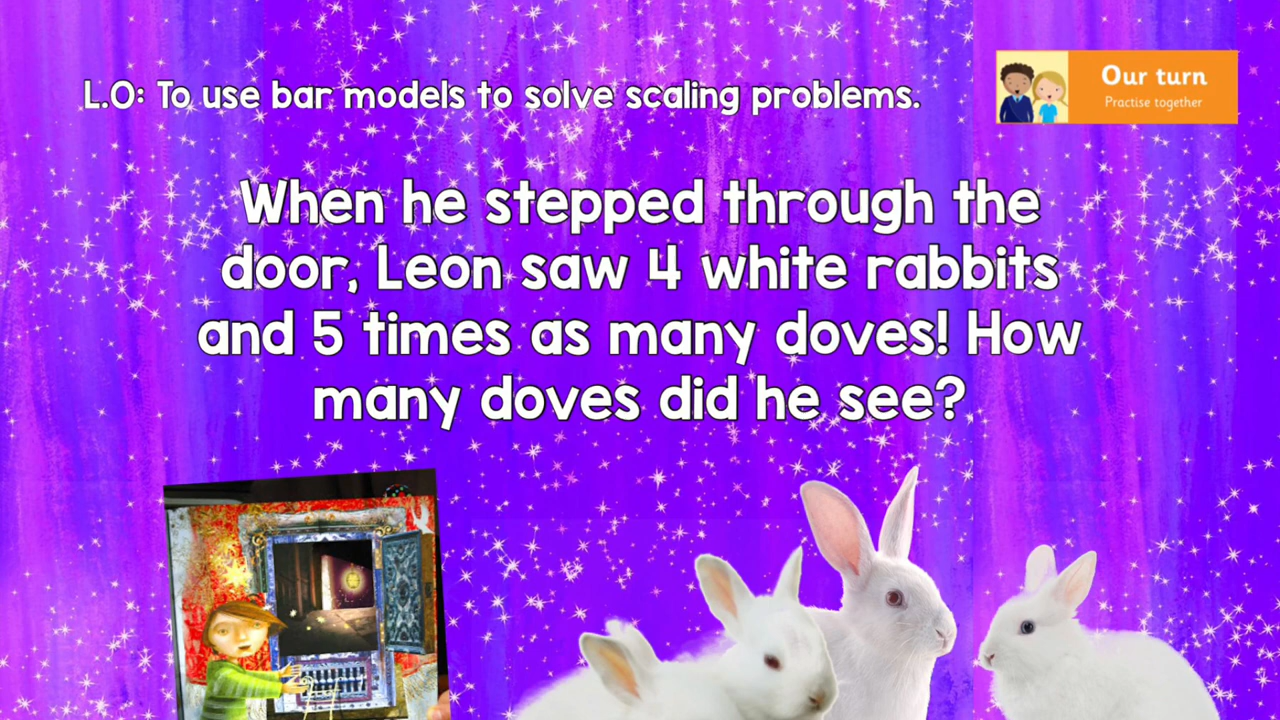 L.O: To use bar models to solve scaling problems.
Our turn
Practise together
When he stepped through the
door, Leon saw 4 white rabbits
and 5 times as many doves! How
many doves did he see?